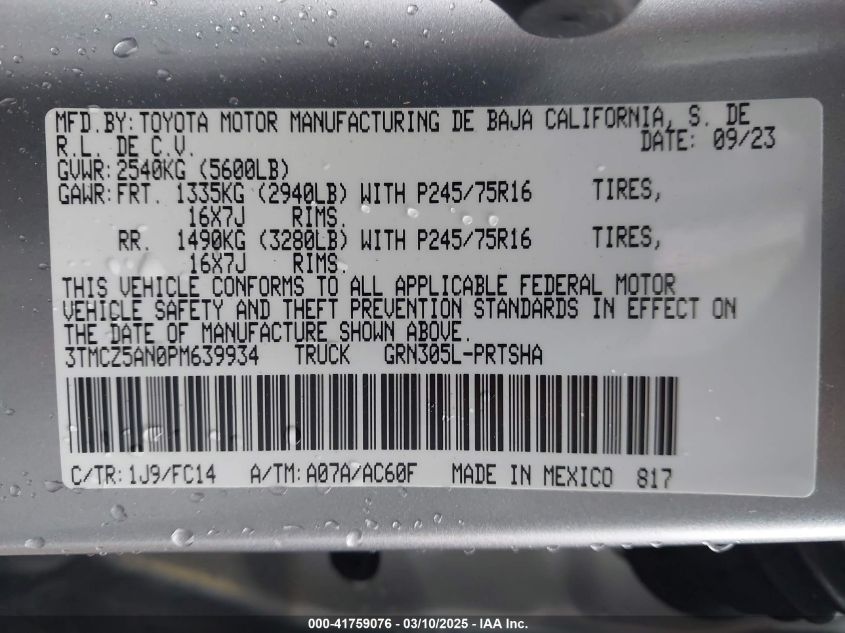 MFD.BY: TOYOTA MOTOR MANUFACTURING DE BAJA CALIFORNIA, S. DE
R.L. DE C.V. DATE: 09/23
GVWR: 2540KG (5600LB)
GAWR: FRT. 1335KG (2940LB) WITH P245/75R16 TIRES,
16X7J RIMS.
RR. 1490KG (3280LB) WITH P245/75R16 TIRES,
16X7J RIMS.
THIS VEHICLE CONFORMS TO ALL APPLICABLE FEDERAL MOTOR
VEHICLE SAFETY AND THEFT PREVENTION STANDARDS IN EFFECT ON
THE DATE OF MANUFACTURE SHOWN ABOVE.
3TMCZ5AN0PM639934 TRUCK GRN305L-PRTSHA
C/TR: 1J9/FC14 A/TM: A07A/AC60F MADE IN MEXICO 817
000-41759076 - 03/10/2025 - IAA Inc.